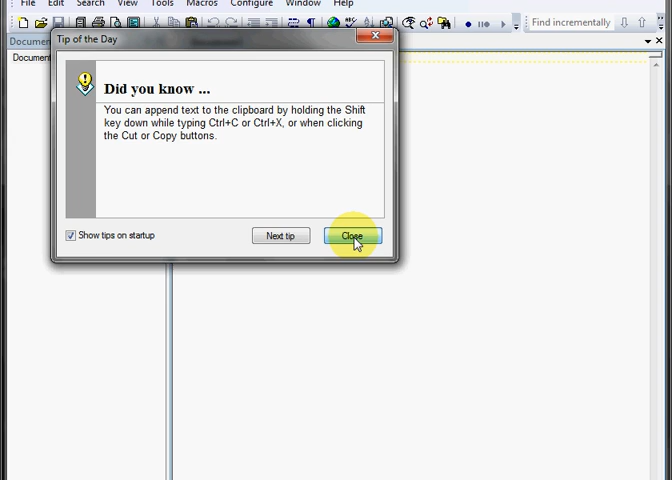 File Edit Search View Tools Macros Configure Window Help
Find incrementally
Document
Tip of the Day
Document
Did you know ...
You can append text to the clipboard by holding the Shift
key down while typing Ctrl+C or Ctrl+X, or when clicking
the Cut or Copy buttons.
Show tips on startup
Next tip
Close